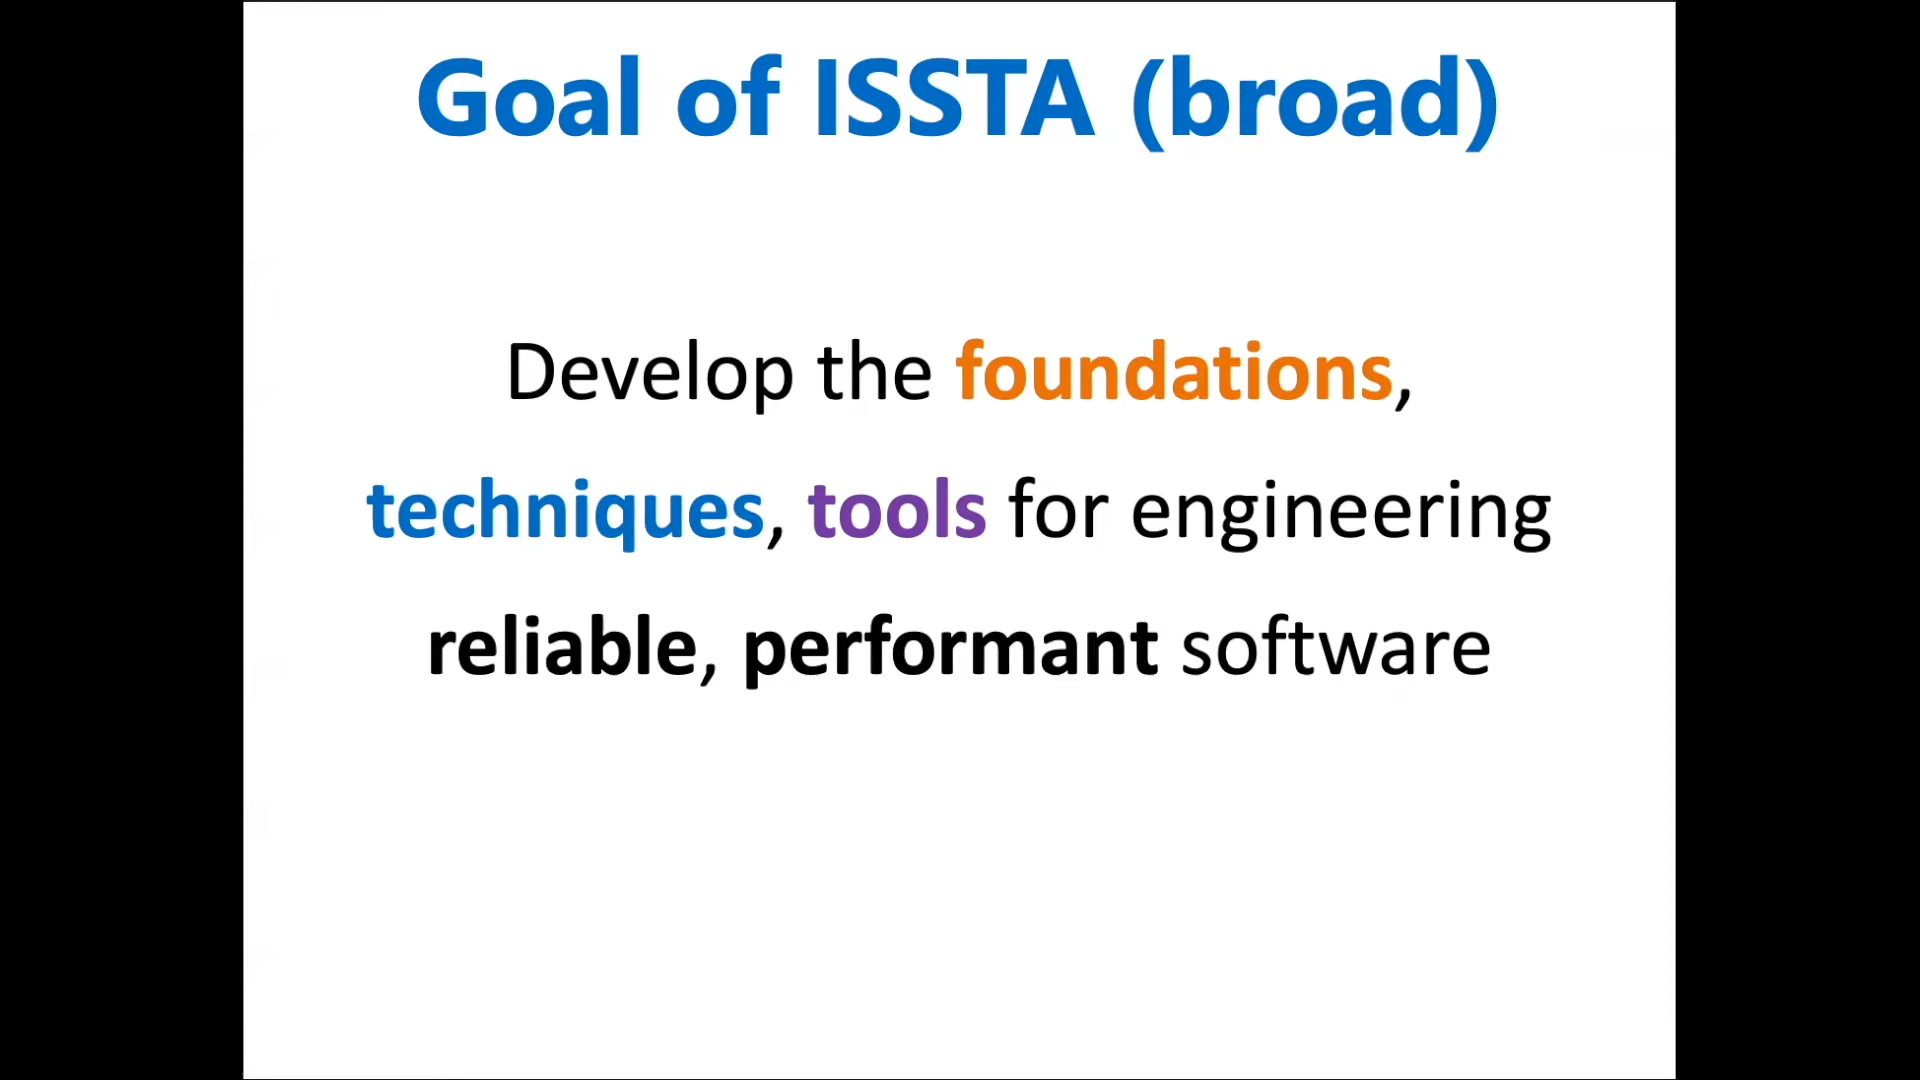 Goal of ISSTA (broad)
Develop the foundations,
techniques, tools for engineering
reliable, performant software